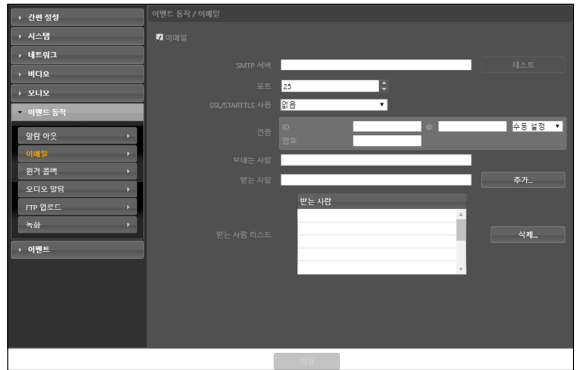 간편 설정
시스템
네트워크
비디오
오디오
이벤트 동작
알람 아웃
이메일
원격 콜백
오디오 알림
FTP 업로드
녹화
이벤트
이벤트 동작 / 이메일
이메일
SMTP 서버
테스트
포트 25
SSL/STARTTLS 사용 없음
인증 ID @ 수동 설정
암호
보내는 사람
받는 사람 추가...
받는 사람
받는 사람 리스트 삭제...
저장